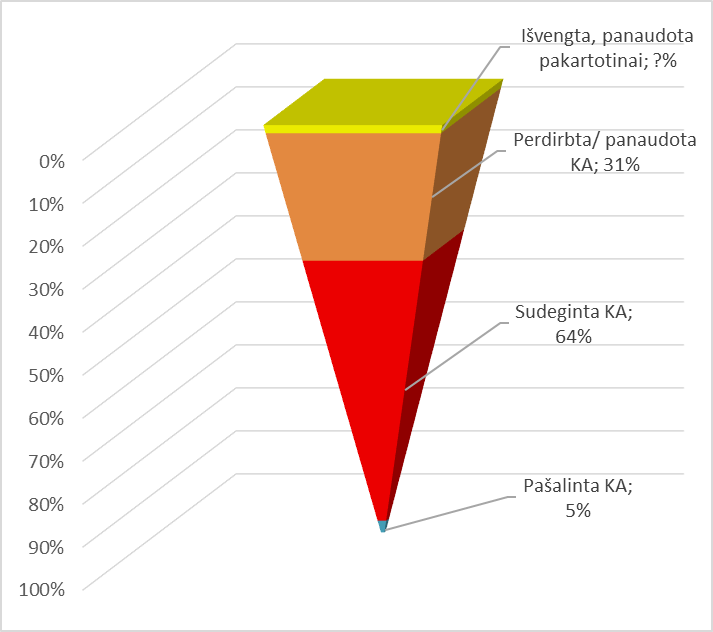 Išvengta, panaudota
pakartotinai; ?%
Perdirbta/ panaudota
KA; 31%
Sudeginta KA;
64%
Pašalinta KA;
5%
0%
10%
20%
30%
40%
50%
60%
70%
80%
90%
100%